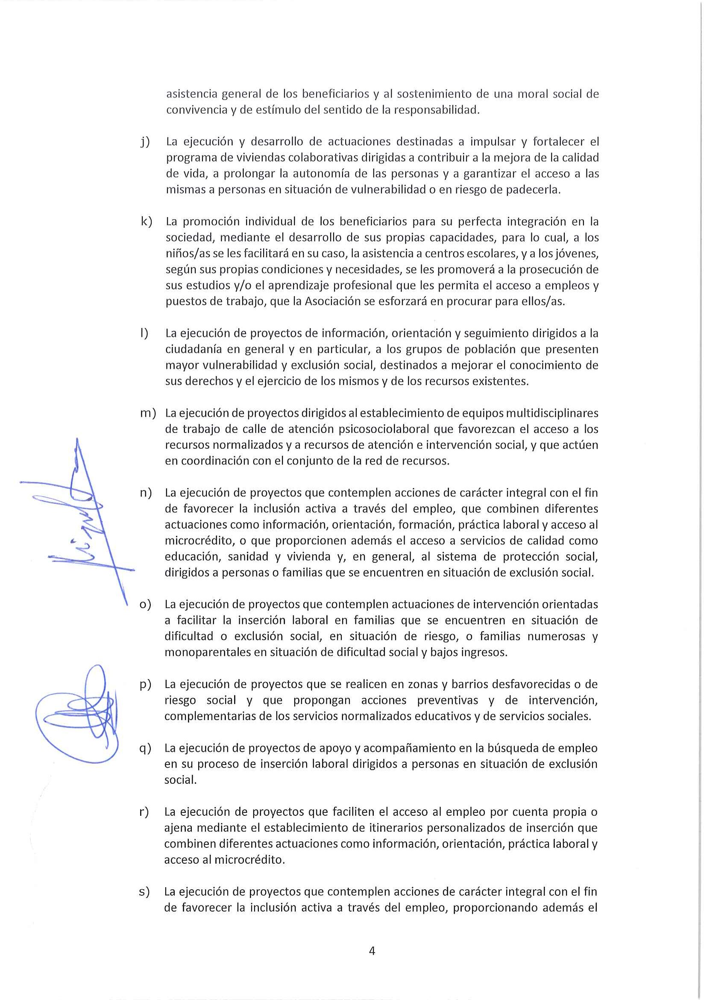 asistencia general de los beneficiarios y al sostenimiento de una moral social de
convivencia y de estímulo del sentido de la responsabilidad.
j) La ejecución y desarrollo de actuaciones destinadas a impulsar y fortalecer el
programa de viviendas colaborativas dirigidas a contribuir a la mejora de la calidad
de vida, a prolongar la autonomía de las personas y a garantizar el acceso a las
mismas a personas en situación de vulnerabilidad o en riesgo de padecerla.
k) La promoción individual de los beneficiarios para su perfecta integración en la
sociedad, mediante el desarrollo de sus propias capacidades, para lo cual, a los
niños/as se les facilitará en su caso, la asistencia a centros escolares, y a los jóvenes,
según sus propias condiciones y necesidades, se les promoverá a la prosecución de
sus estudios y/o el aprendizaje profesional que les permita el acceso a empleos y
puestos de trabajo, que la Asociación se esforzará en procurar para ellos/as.
l) La ejecución de proyectos de información, orientación y seguimiento dirigidos a la
ciudadanía en general y en particular, a los grupos de población que presenten
mayor vulnerabilidad y exclusión social, destinados a mejorar el conocimiento de
sus derechos y el ejercicio de los mismos y de los recursos existentes.
m) La ejecución de proyectos dirigidos al establecimiento de equipos multidisciplinares
de trabajo de calle de atención psicosociolaboral que favorezcan el acceso a los
recursos normalizados y a recursos de atención e intervención social, y que actúen
en coordinación con el conjunto de la red de recursos.
n) La ejecución de proyectos que contemplen acciones de carácter integral con el fin
de favorecer la inclusión activa a través del empleo, que combinen diferentes
actuaciones como información, orientación, formación, práctica laboral y acceso al
microcrédito, o que proporcionen además el acceso a servicios de calidad como
educación, sanidad y vivienda y, en general, al sistema de protección social,
dirigidos a personas o familias que se encuentren en situación de exclusión social.
o) La ejecución de proyectos que contemplen actuaciones de intervención orientadas
a facilitar la inserción laboral en familias que se encuentren en situación de
dificultad o exclusión social, en situación de riesgo, o familias numerosas y
monoparentales en situación de dificultad social y bajos ingresos.
p) La ejecución de proyectos que se realicen en zonas y barrios desfavorecidas o de
riesgo social y que propongan acciones preventivas y de intervención,
complementarias de los servicios normalizados educativos y de servicios sociales.
q) La ejecución de proyectos de apoyo y acompañamiento en la búsqueda de empleo
en su proceso de inserción laboral dirigidos a personas en situación de exclusión
social.
r) La ejecución de proyectos que faciliten el acceso al empleo por cuenta propia o
ajena mediante el establecimiento de itinerarios personalizados de inserción que
combinen diferentes actuaciones como información, orientación, práctica laboral y
acceso al microcrédito.
s) La ejecución de proyectos que contemplen acciones de carácter integral con el fin
de favorecer la inclusión activa a través del empleo, proporcionando además el
4